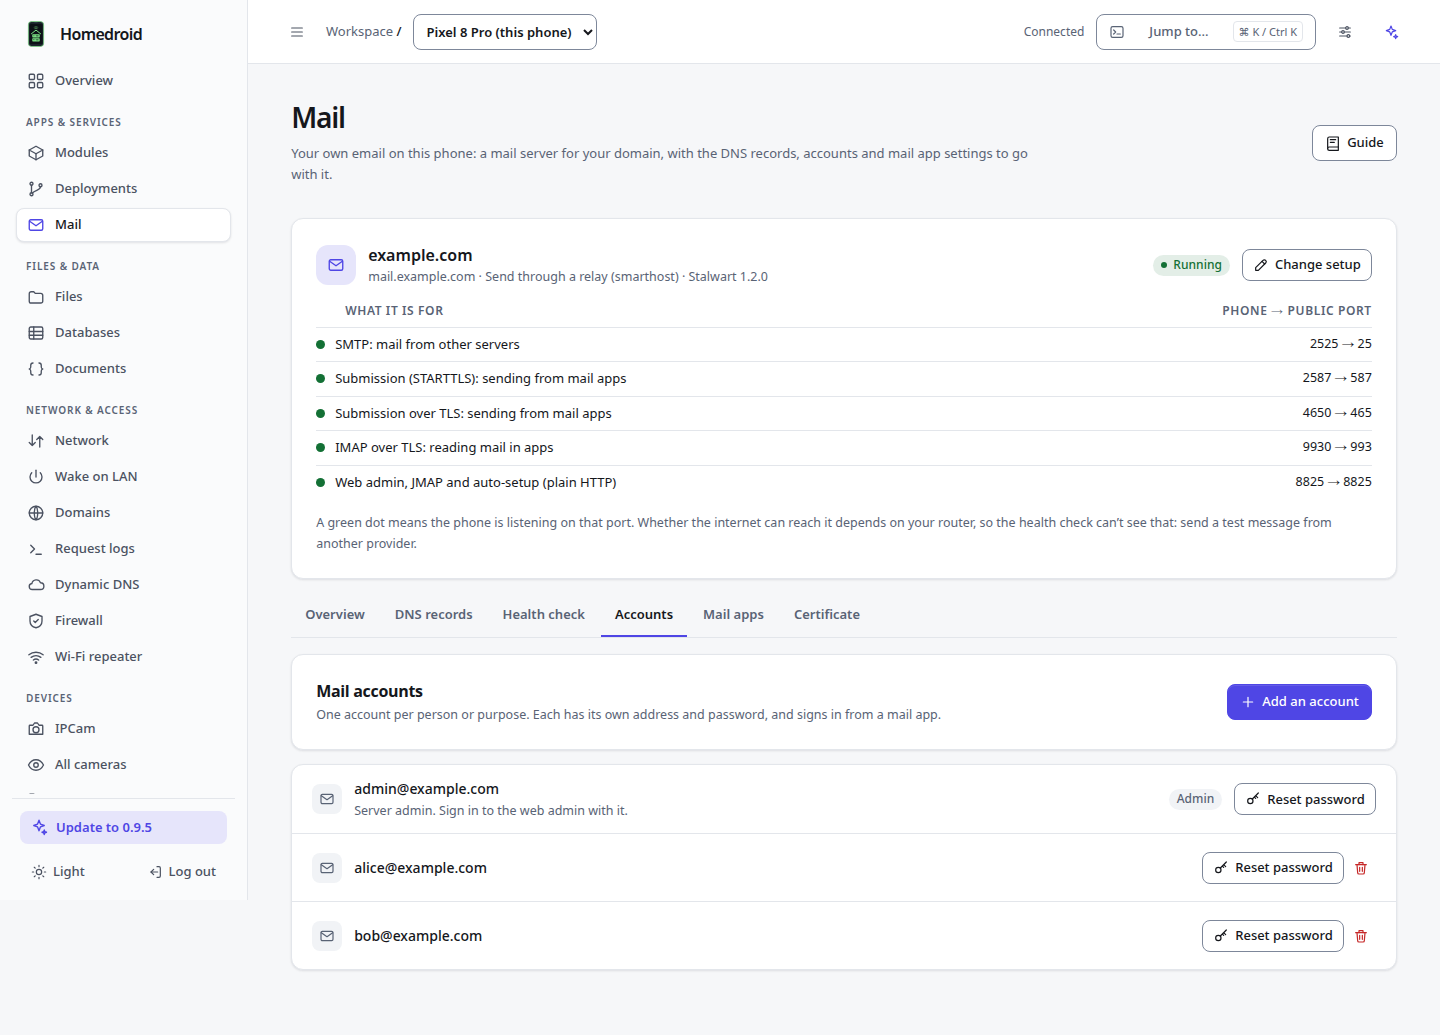 Homedroid
Overview
APPS & SERVICES
Modules
Deployments
Mail
FILES & DATA
Files
Databases
Documents
NETWORK & ACCESS
Network
Wake on LAN
Domains
Request logs
Dynamic DNS
Firewall
Wi-Fi repeater
DEVICES
IPCam
All cameras
Update to 0.9.5
Light
Log out
Workspace /
Pixel 8 Pro (this phone)
Connected
Jump to...
⌘ K / Ctrl K
Mail
Your own email on this phone: a mail server for your domain, with the DNS records, accounts and mail app settings to go
with it.
Guide
example.com
mail.example.com · Send through a relay (smarthost) · Stalwart 1.2.0
Running
Change setup
WHAT IT IS FOR
PHONE → PUBLIC PORT
SMTP: mail from other servers
2525 → 25
Submission (STARTTLS): sending from mail apps
2587 → 587
Submission over TLS: sending from mail apps
4650 → 465
IMAP over TLS: reading mail in apps
9930 → 993
Web admin, JMAP and auto-setup (plain HTTP)
8825 → 8825
A green dot means the phone is listening on that port. Whether the internet can reach it depends on your router, so the health check can't see that: send a test message from
another provider.
Overview
DNS records
Health check
Accounts
Mail apps
Certificate
Mail accounts
One account per person or purpose. Each has its own address and password, and signs in from a mail app.
Add an account
admin@example.com
Server admin. Sign in to the web admin with it.
Admin
Reset password
alice@example.com
Reset password
bob@example.com
Reset password